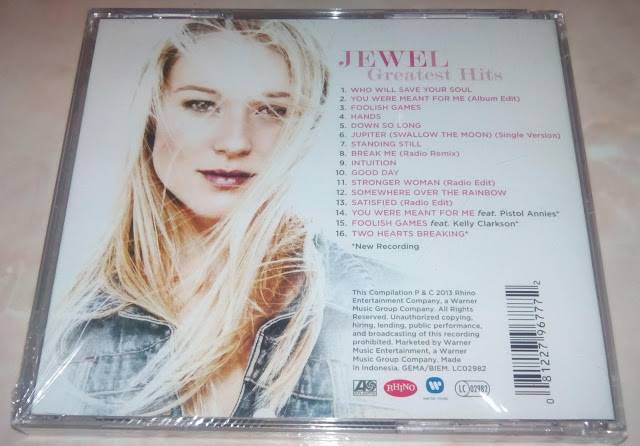 JEWEL
Greatest Hits
1. WHO WILL SAVE YOUR SOUL
2. YOU WERE MEANT FOR ME (Album Edit)
3. FOOLISH GAMES
4. HANDS
5. DOWN SO LONG
6. JUPITER (SWALLOW THE MOON) (Single Version)
7. STANDING STILL
8. BREAK ME (Radio Remix)
9. INTUITION
10. GOOD DAY
11. STRONGER WOMAN (Radio Edit)
12. SOMEWHERE OVER THE RAINBOW
13. SATISFIED (Radio Edit)
14. YOU WERE MEANT FOR ME feat. Pistol Annies*
15. FOOLISH GAMES feat. Kelly Clarkson*
16. TWO HEARTS BREAKING*
*New Recording
This Compilation P & C 2013 Rhino
Entertainment Company, a Warner
Music Group Company. All Rights
Reserved. Unauthorized copying,
hiring, lending, public performance,
and broadcasting of this recording
prohibited. Marketed by Warner
Music Entertainment, a Warner
Music Group Company. Made
in Indonesia. GEMA/BIEM. LC02982
RHINO
LC 02982
0 81227 96777 2